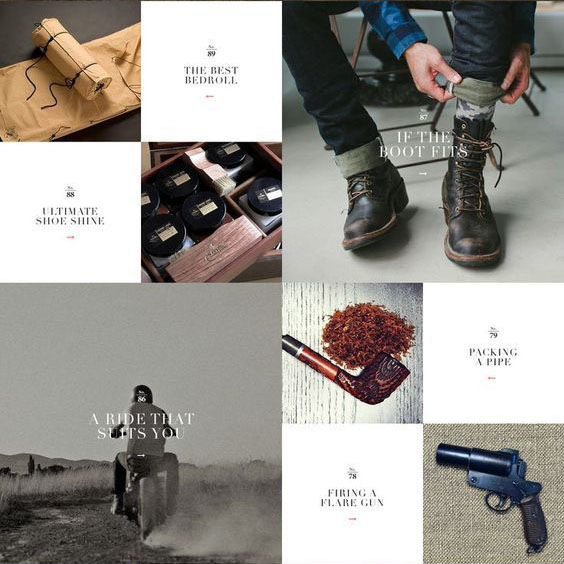 No.
89
THE BEST
BEDROLL
No.
87
IF THE
BOOT FITS
No.
88
ULTIMATE
SHOE SHINE
No.
86
A RIDE THAT
SUITS YOU
No.
79
PACKING
A PIPE
No.
78
FIRING A
FLARE GUN